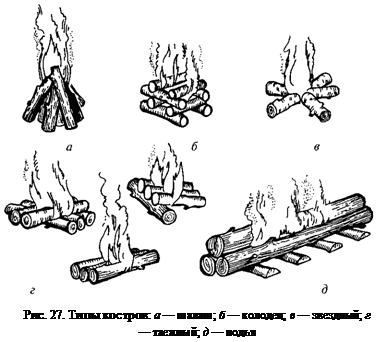 а
б
в
г
д
Рис. 27. Типы костров: а — шалаш; б — колодец; в — звездный; г
— таежный; д — нодья